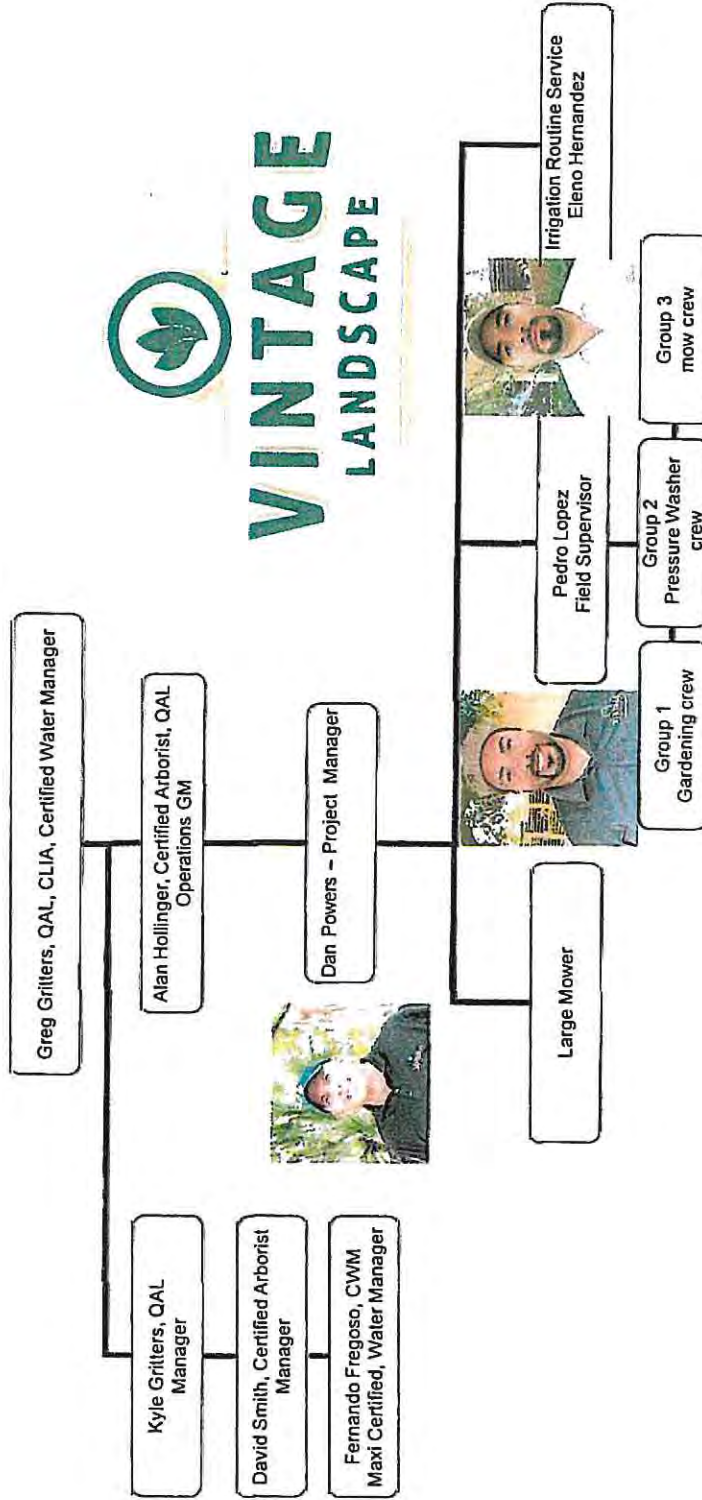 VINTAGE
LANDSCAPE
Greg Gritters, QAL, CLIA, Certified Water Manager
Kyle Gritters, QAL
Manager
Alan Hollinger, Certified Arborist, QAL
Operations GM
David Smith, Certified Arborist
Manager
Dan Powers – Project Manager
Fernando Fregoso, CWM
Maxi Certified, Water Manager
Large Mower
Pedro Lopez
Field Supervisor
Irrigation Routine Service
Eleno Hernandez
Group 1
Gardening crew
Group 2
Pressure Washer
crew
Group 3
mow crew